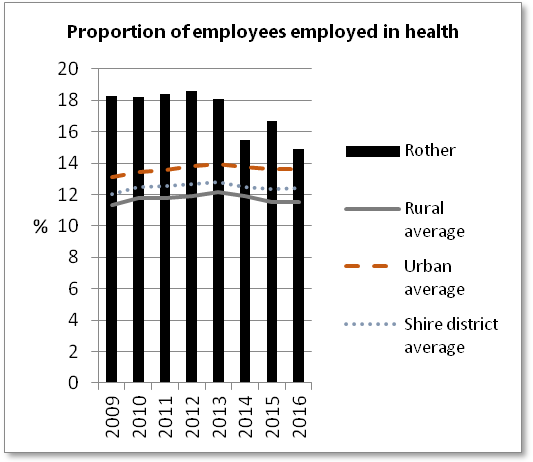 Proportion of employees employed in health
20
18
16
14
12
10
8
6
4
2
0
%
2009
2010
2011
2012
2013
2014
2015
2016
Rother
Rural
average
Urban
average
Shire district
average